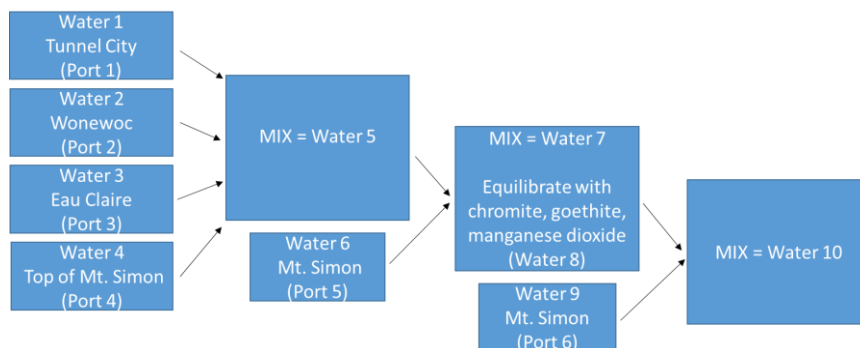 Water 1
Tunnel City
(Port 1)
Water 2
Wonewoc
(Port 2)
Water 3
Eau Claire
(Port 3)
Water 4
Top of Mt. Simon
(Port 4)
MIX = Water 5
Water 6
Mt. Simon
(Port 5)
MIX = Water 7
Equilibrate with
chromite, goethite,
manganese dioxide
(Water 8)
Water 9
Mt. Simon
(Port 6)
MIX = Water 10